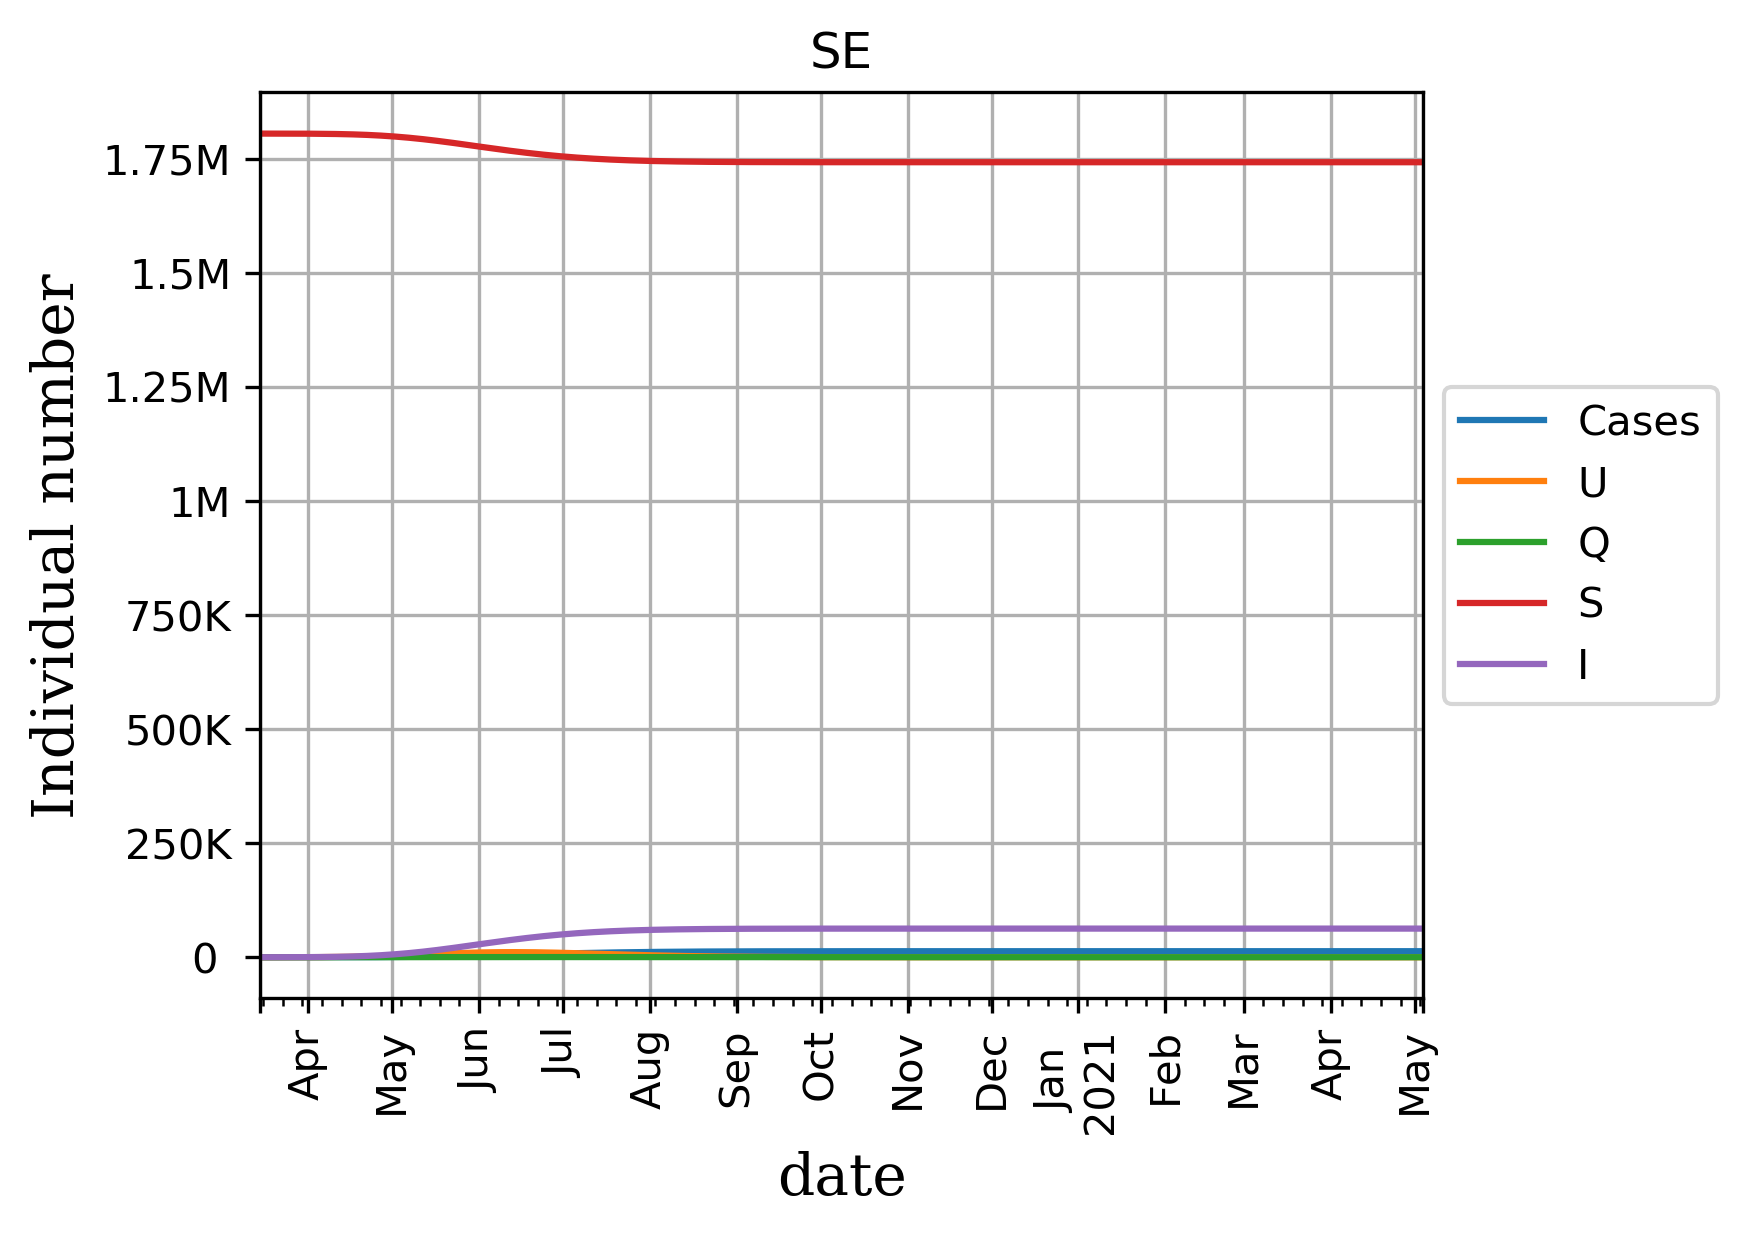 SE
Individual number
1.75M
1.5M
1.25M
1M
750K
500K
250K
0
Apr
May
Jun
Jul
Aug
Sep
Oct
Nov
Dec
Jan
2021
Feb
Mar
Apr
May
date
Cases
U
Q
S
I